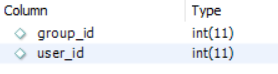 Column Type
group_id int(11)
user_id int(11)